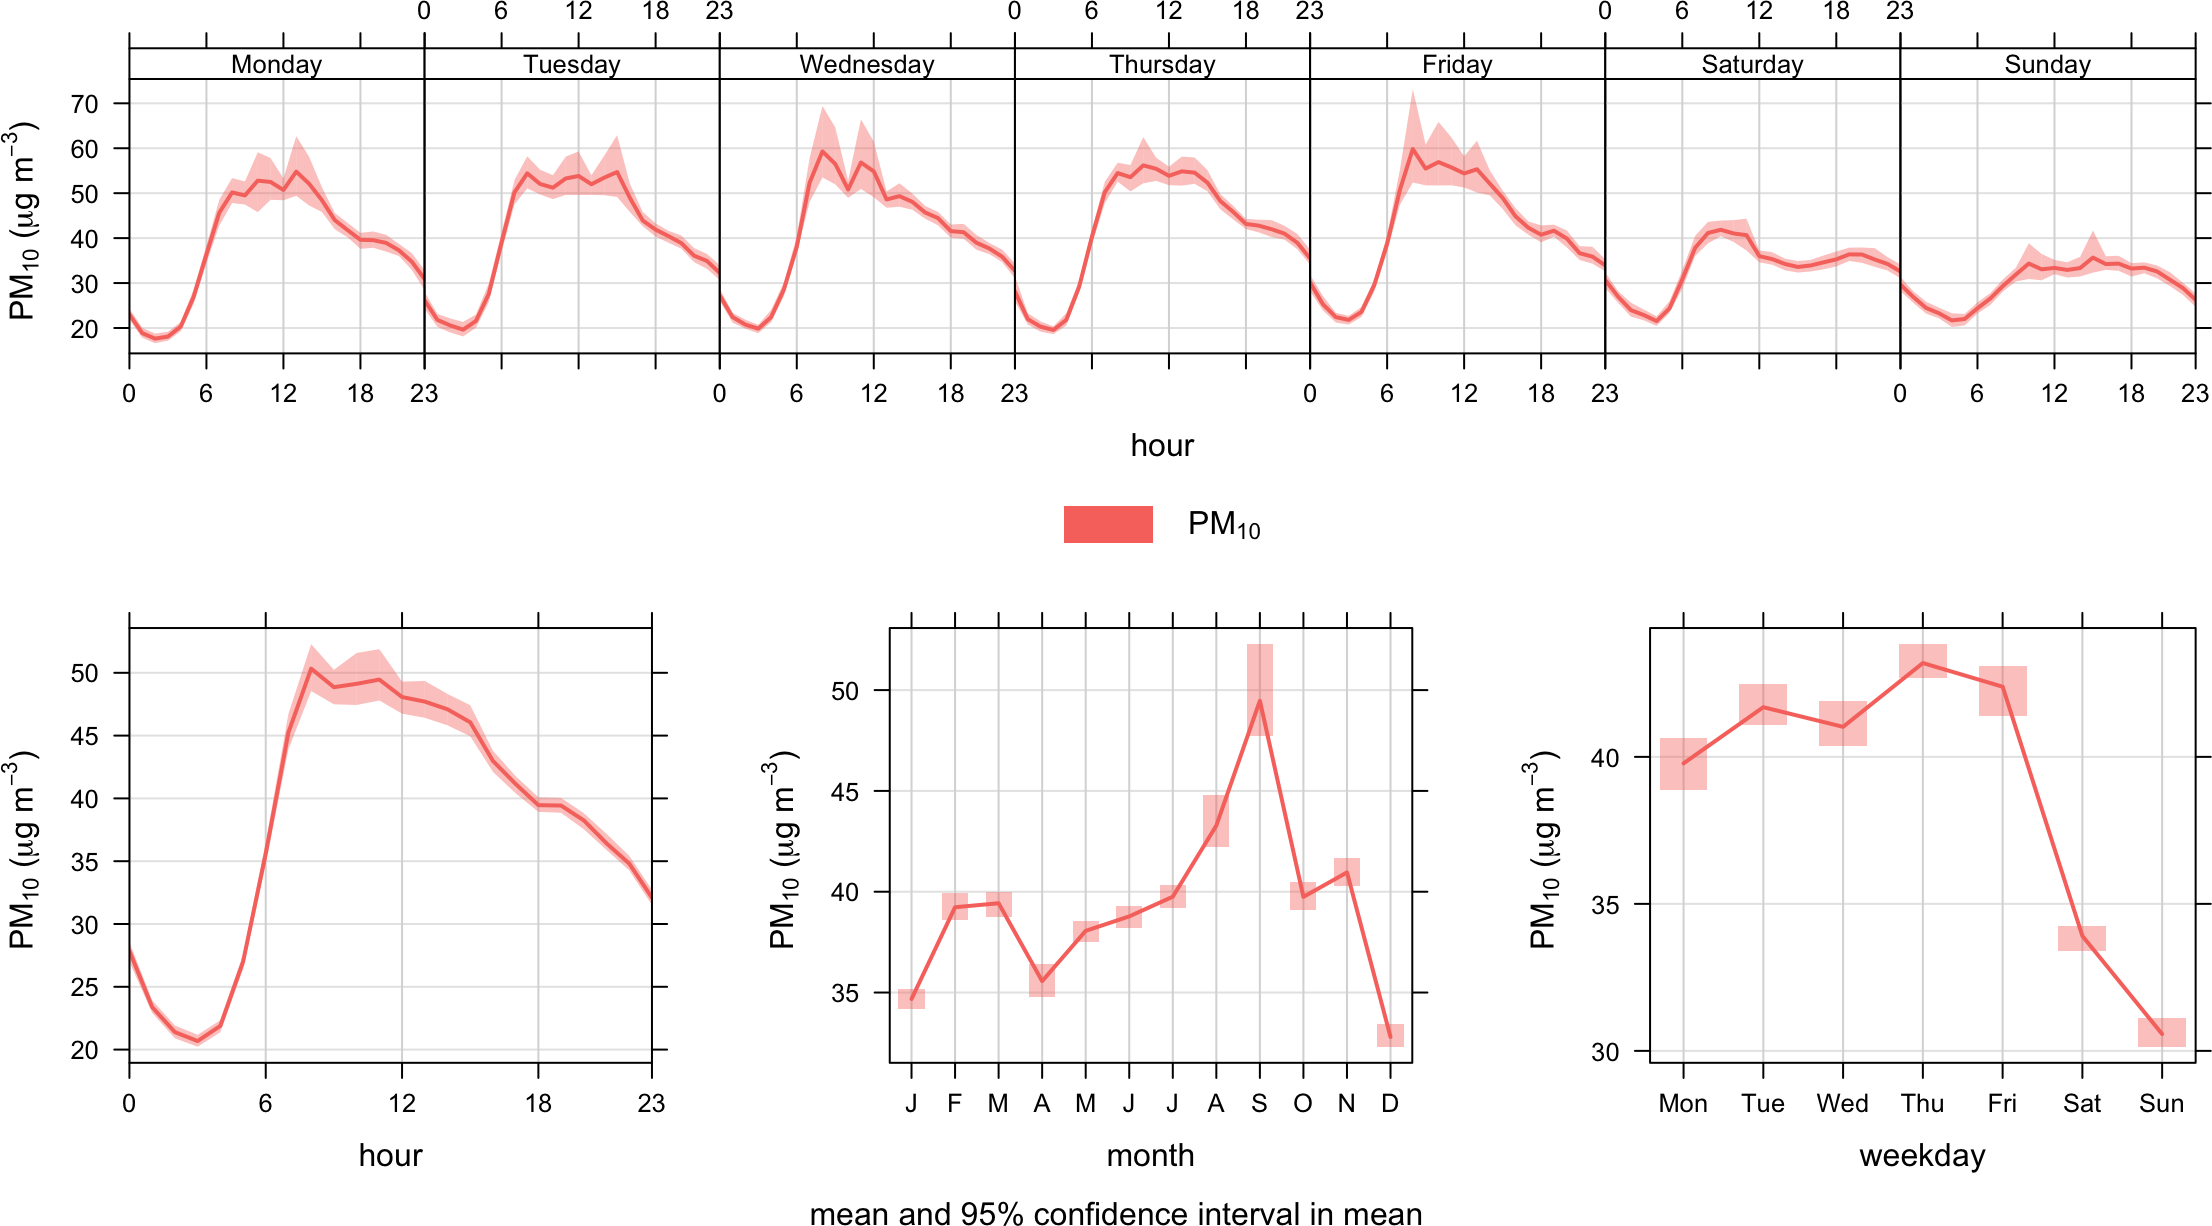 0 6 12 18 23 0 6 12 18 23 0 6 12 18 23
Monday Tuesday Wednesday Thursday Friday Saturday Sunday
70
60
50
40
30
20
PM10 (μg m−3)
0 6 12 18 23 0 6 12 18 23 0 6 12 18 23 0 6 12 18 23
hour
PM10
50
45
40
35
30
25
20
PM10 (μg m−3)
0 6 12 18 23
hour
50
45
40
35
PM10 (μg m−3)
J F M A M J J A S O N D
month
40
35
30
PM10 (μg m−3)
Mon Tue Wed Thu Fri Sat Sun
weekday
mean and 95% confidence interval in mean